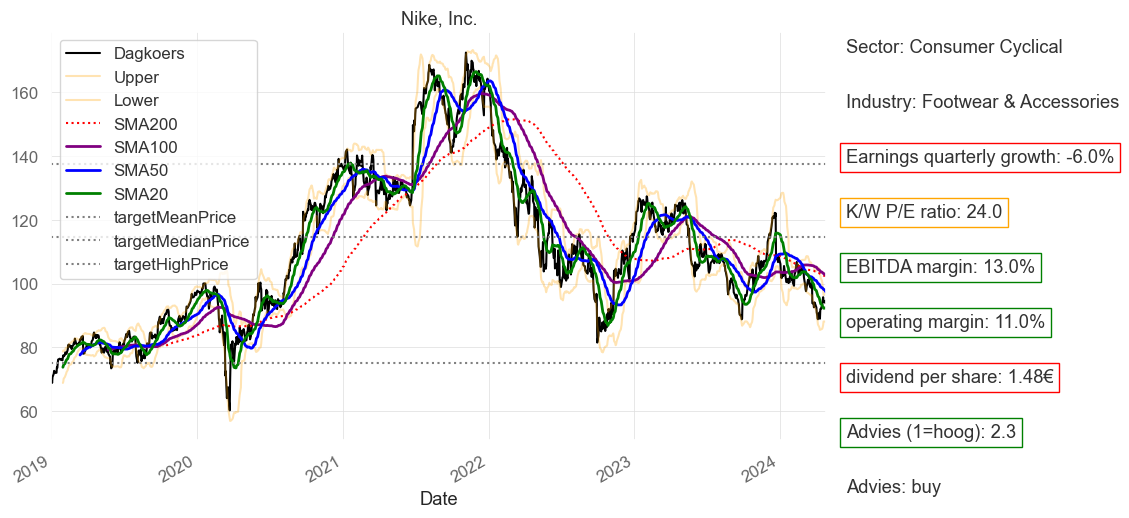 Nike, Inc.
Dagkoers
Upper
Lower
SMA200
SMA100
SMA50
SMA20
targetMeanPrice
targetMedianPrice
targetHighPrice
160
140
120
100
80
60
2019
2020
2021
2022
2023
2024
Date
Sector: Consumer Cyclical
Industry: Footwear & Accessories
Earnings quarterly growth: -6.0%
K/W P/E ratio: 24.0
EBITDA margin: 13.0%
operating margin: 11.0%
dividend per share: 1.48€
Advies (1=hoog): 2.3
Advies: buy